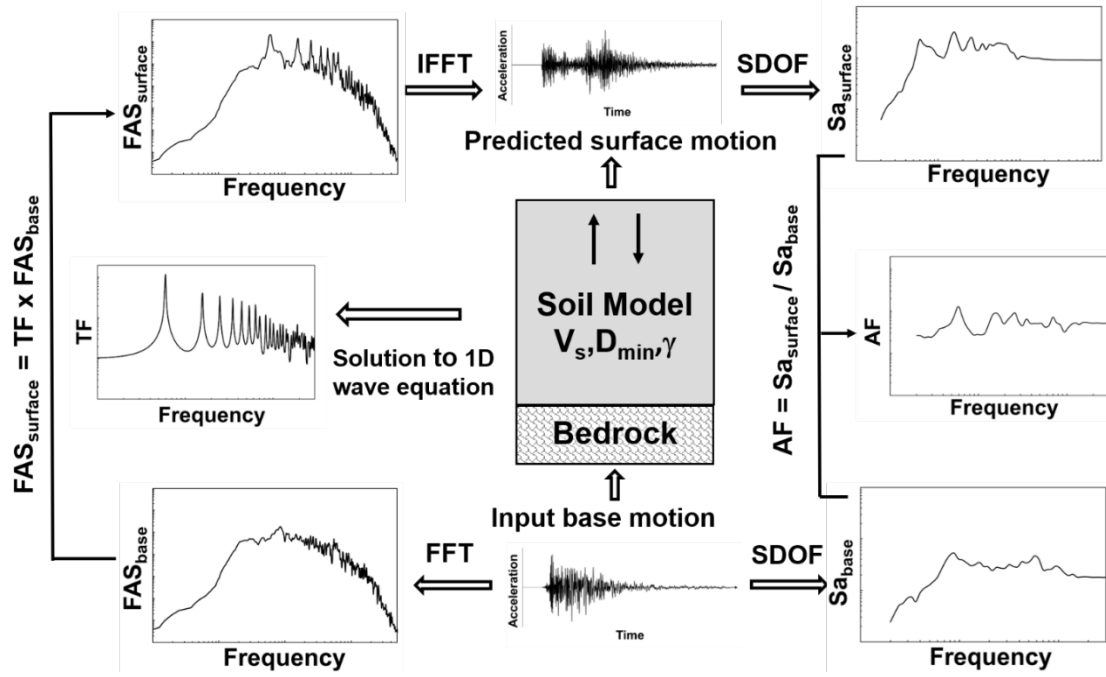 FAS_surface
Frequency
IFFT
Acceleration
Time
Predicted surface motion
SDOF
Sa_surface
Frequency
FAS_surface = TF x FAS_base
TF
Frequency
Solution to 1D
wave equation
Soil Model
V_s,D_min,γ
Bedrock
Input base motion
AF = Sa_surface / Sa_base
AF
Frequency
FAS_base
Frequency
FFT
Acceleration
Time
SDOF
Sa_base
Frequency